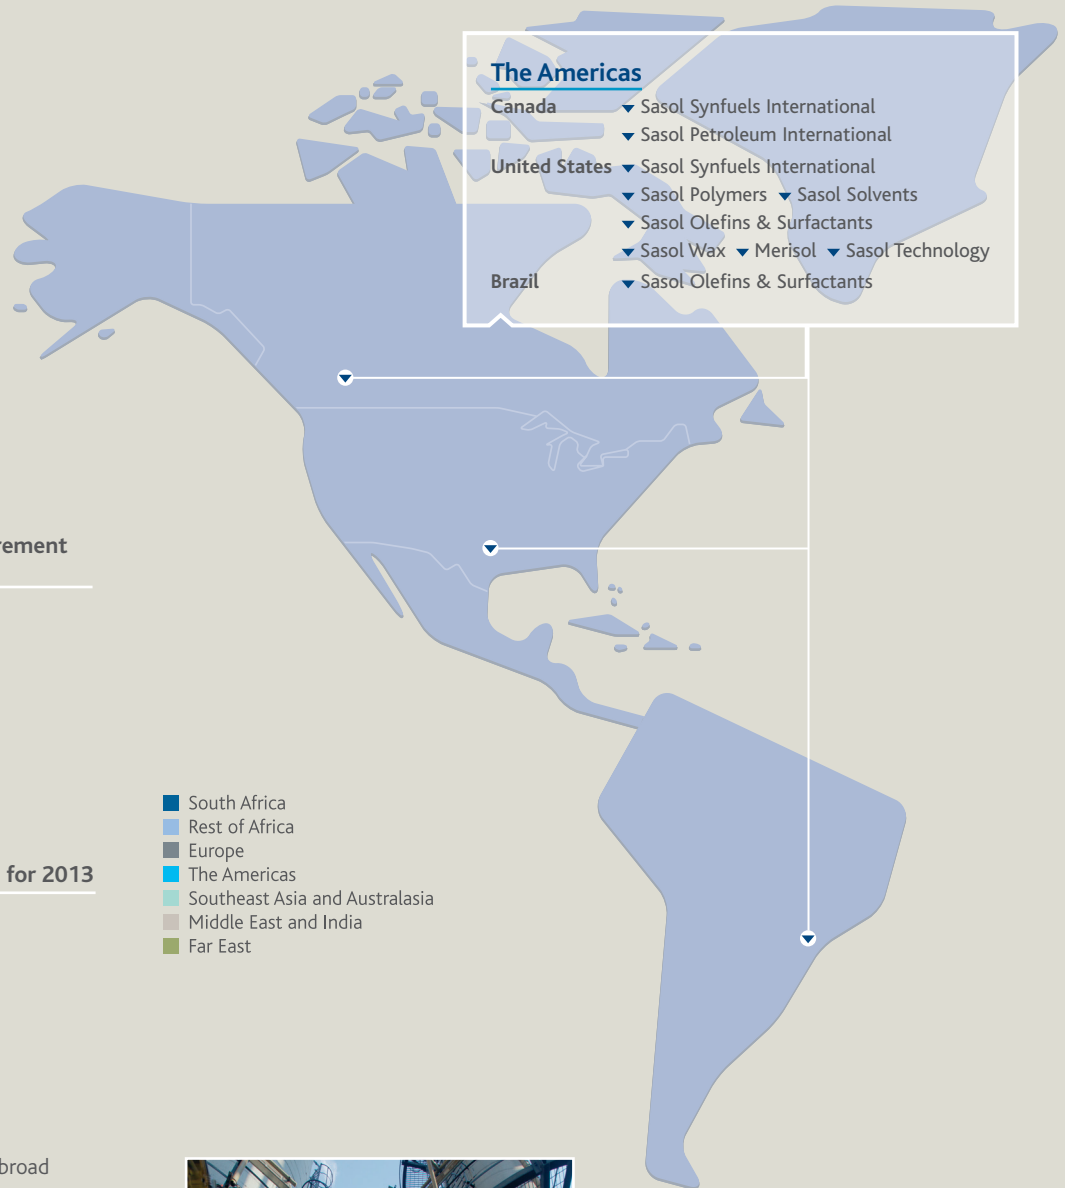 The Americas
Canada Sasol Synfuels International
Sasol Petroleum International
United States Sasol Synfuels International
Sasol Polymers Sasol Solvents
Sasol Olefins & Surfactants
Sasol Wax Merisol Sasol Technology
Brazil Sasol Olefins & Surfactants
South Africa
Rest of Africa
Europe
The Americas
for 2013
Southeast Asia and Australasia
Middle East and India
Far East